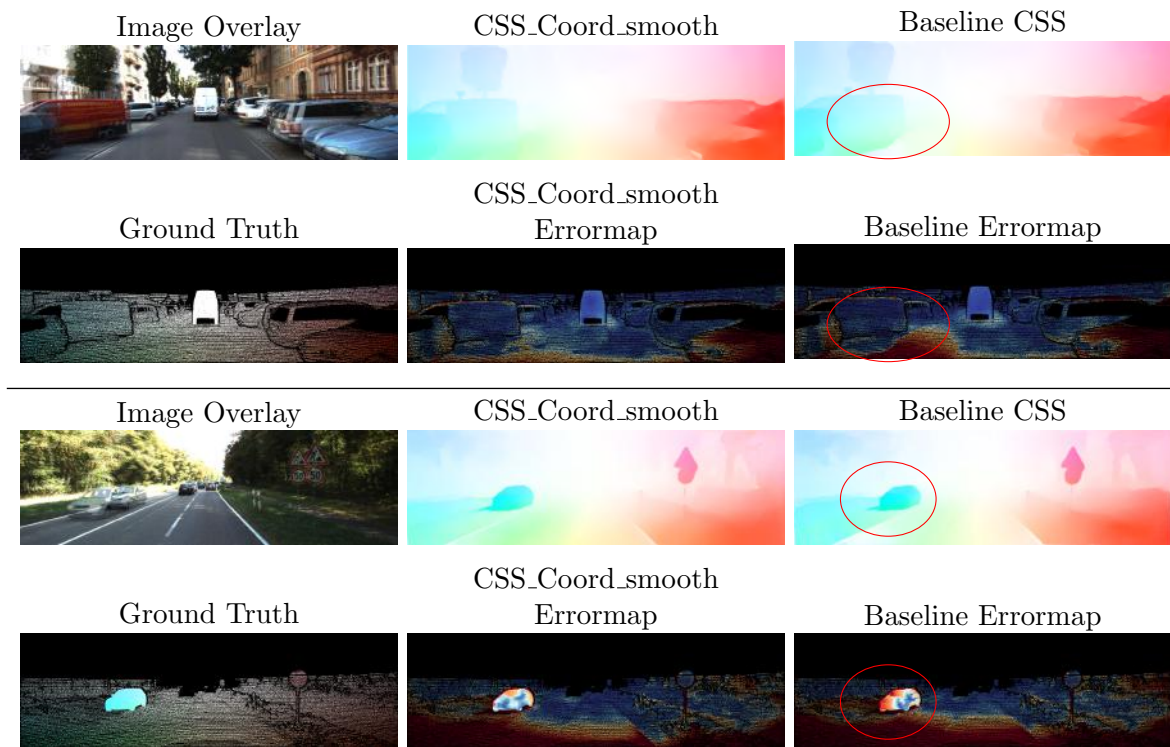 Image Overlay
CSS_Coord_smooth
Baseline CSS
Ground Truth
CSS_Coord_smooth
Errormap
Baseline Errormap
Image Overlay
CSS_Coord_smooth
Baseline CSS
Ground Truth
CSS_Coord_smooth
Errormap
Baseline Errormap